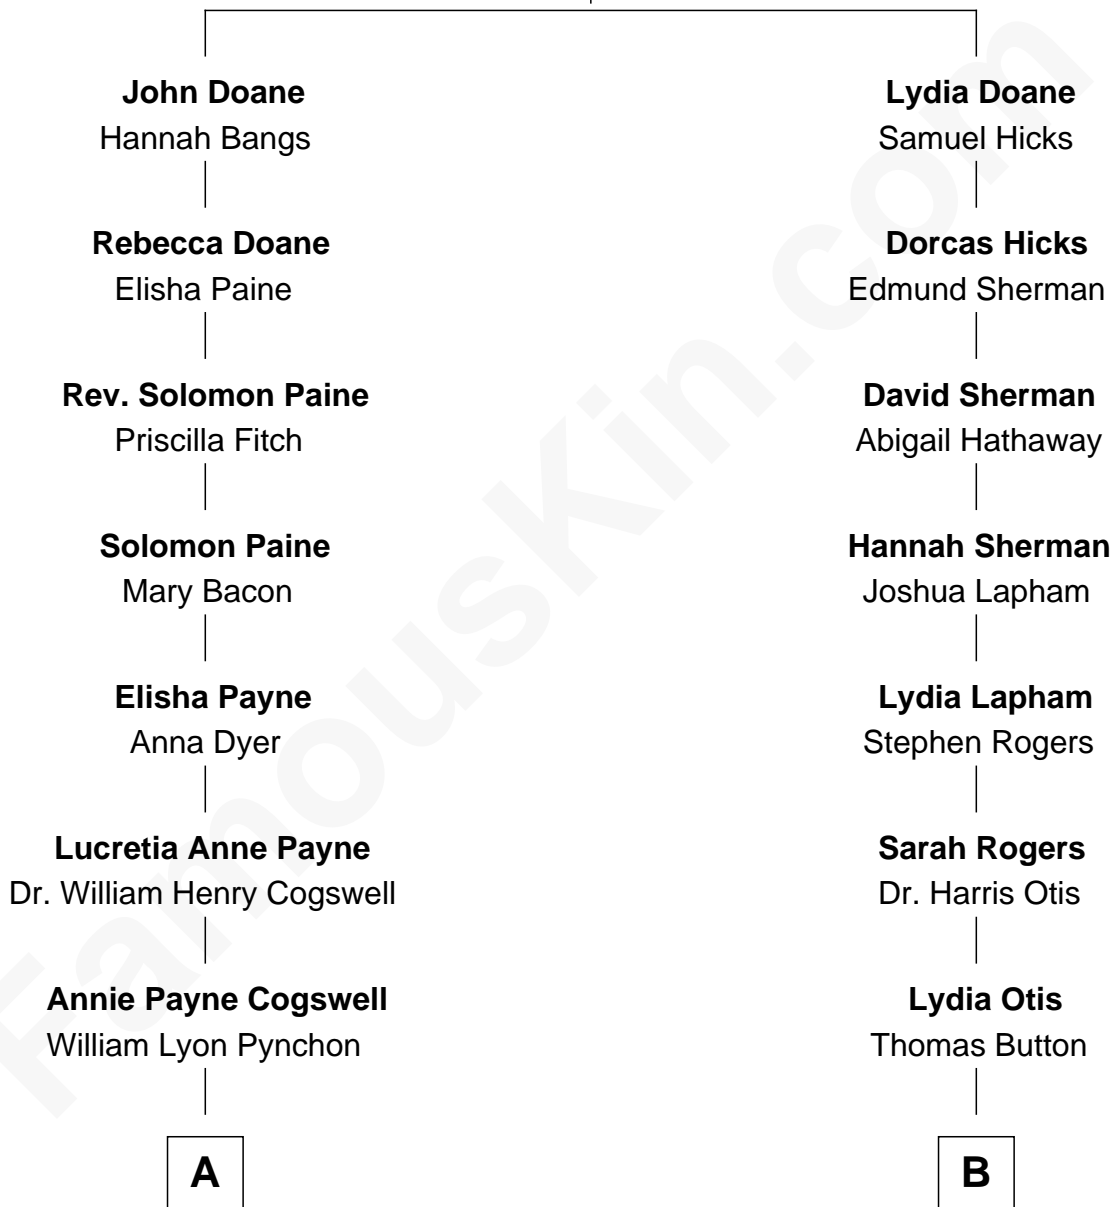 John Doane
Hannah Bangs
Rebecca Doane
Elisha Paine
Rev. Solomon Paine
Priscilla Fitch
Solomon Paine
Mary Bacon
Elisha Payne
Anna Dyer
Lucretia Anne Payne
Dr. William Henry Cogswell
Annie Payne Cogswell
William Lyon Pynchon
A
Lydia Doane
Samuel Hicks
Dorcas Hicks
Edmund Sherman
David Sherman
Abigail Hathaway
Hannah Sherman
Joshua Lapham
Lydia Lapham
Stephen Rogers
Sarah Rogers
Dr. Harris Otis
Lydia Otis
Thomas Button
B
FamousKin.com